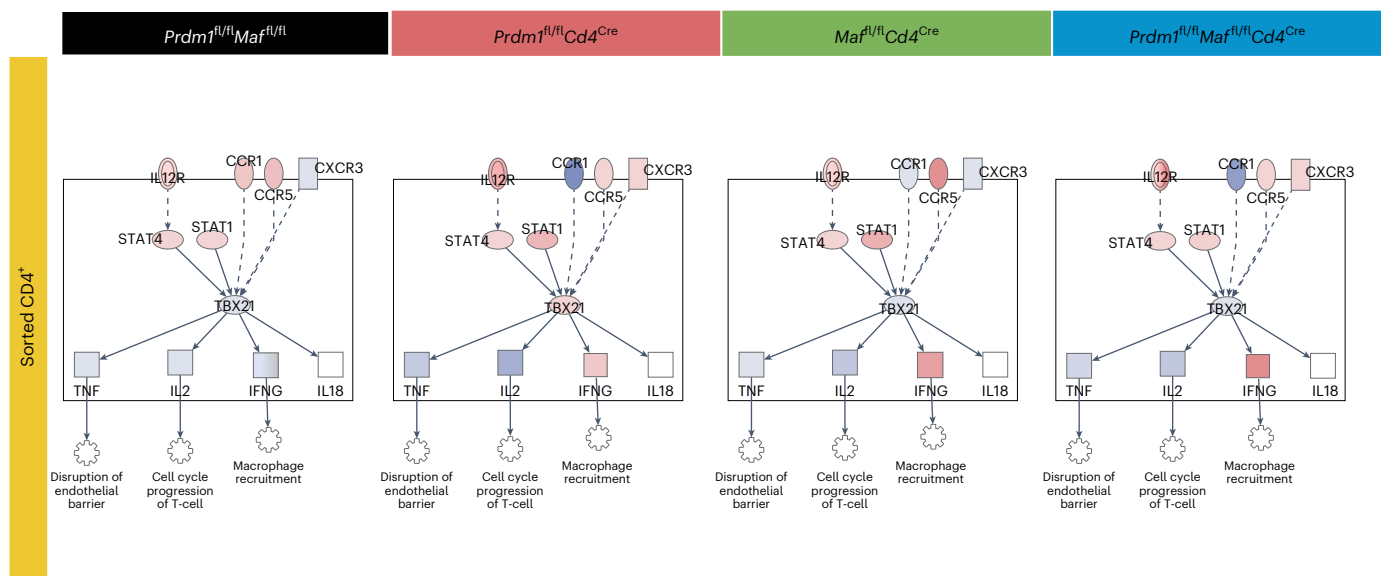 Prdm1fl/flMaffl/fl
Prdm1fl/flCd4Cre
Maffl/flCd4Cre
Prdm1fl/flMaffl/flCd4Cre
Sorted CD4+
IL12R
CCR1
CCR5
CXCR3
STAT4
STAT1
TBX21
TNF
IL2
IFNG
IL18
Disruption of
endothelial
barrier
Cell cycle
progression
of T-cell
Macrophage
recruitment
IL12R
CCR1
CCR5
CXCR3
STAT4
STAT1
TBX21
TNF
IL2
IFNG
IL18
Disruption of
endothelial
barrier
Cell cycle
progression
of T-cell
Macrophage
recruitment
IL12R
CCR1
CCR5
CXCR3
STAT4
STAT1
TBX21
TNF
IL2
IFNG
IL18
Disruption of
endothelial
barrier
Cell cycle
progression
of T-cell
Macrophage
recruitment
IL12R
CCR1
CCR5
CXCR3
STAT4
STAT1
TBX21
TNF
IL2
IFNG
IL18
Disruption of
endothelial
barrier
Cell cycle
progression
of T-cell
Macrophage
recruitment